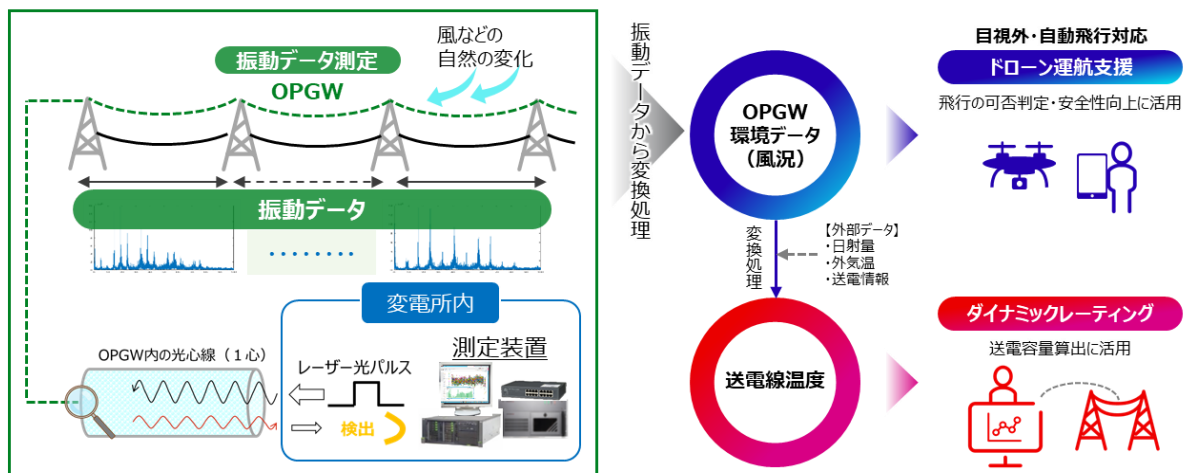 風などの
自然の変化
振動データ測定
OPGW
振動データ
変電所内
OPGW内の光心線（１心）
レーザー光パルス
検出
測定装置
振動データから変換処理
OPGW
環境データ
（風況）
変換処理
【外部データ】
・日射量
・外気温
・送電情報
送電線温度
目視外・自動飛行対応
ドローン運航支援
飛行の可否判定・安全性向上に活用
ダイナミックレーティング
送電容量算出に活用